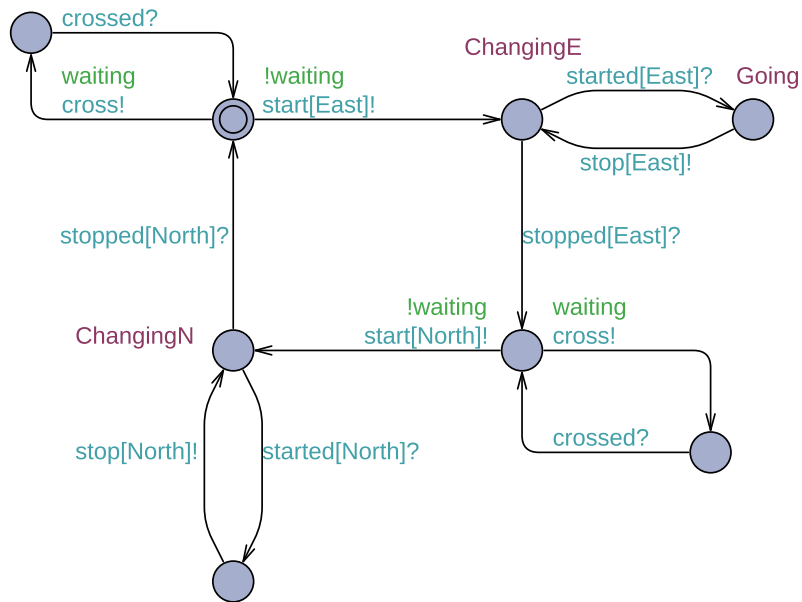 crossed?
waiting
cross!
!waiting
start[East]!
ChangingE
started[East]?
Going
stop[East]!
stopped[North]?
stopped[East]?
ChangingN
!waiting
start[North]!
waiting
cross!
crossed?
stop[North]!
started[North]?